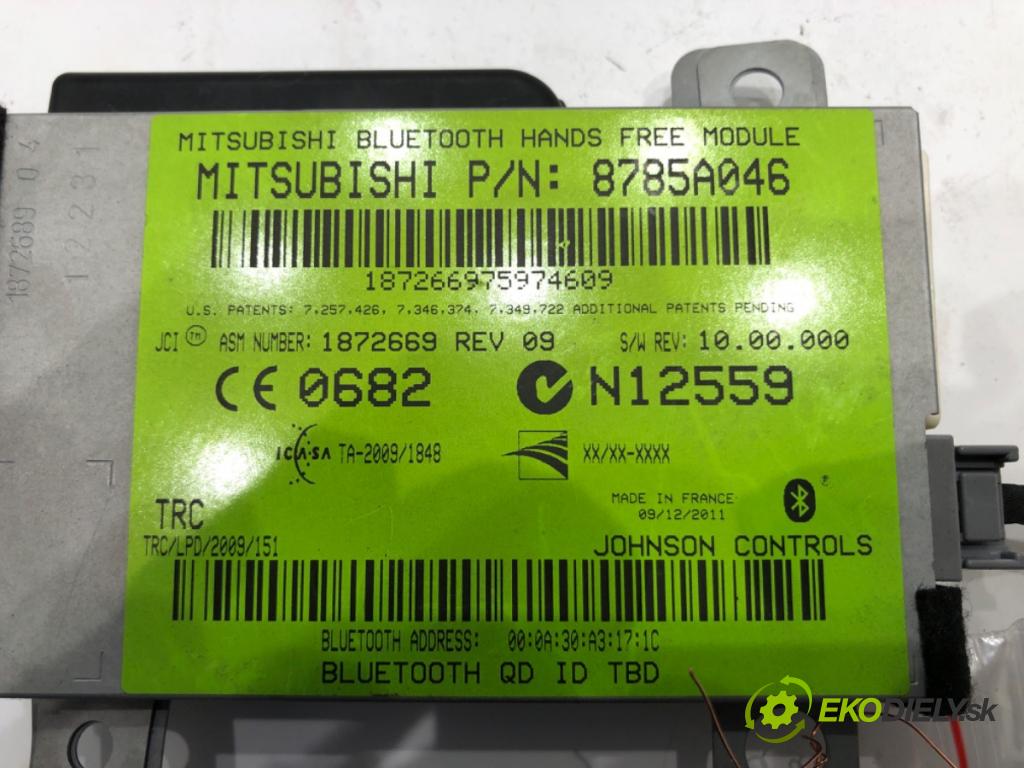 MITSUBISHI BLUETOOTH HANDS FREE MODULE
MITSUBISHI P/N: 8785A046
187266975974609
U.S. PATENTS: 7,257,426, 7,346,374, 7,349,722 ADDITIONAL PATENTS PENDING
JCI TM ASM NUMBER: 1872669 REV 09 S/W REV: 10.00.000
CE 0682 N12559
ICASA TA-2009/1848 XX/XX-XXXX
MADE IN FRANCE
09/12/2011
TRC
TRC/LPD/2009/151
JOHNSON CONTROLS
BLUETOOTH ADDRESS: 00:0A:30:A3:17:1C
BLUETOOTH QD ID TBD
1872689 04
12231
EKODIELY.sk